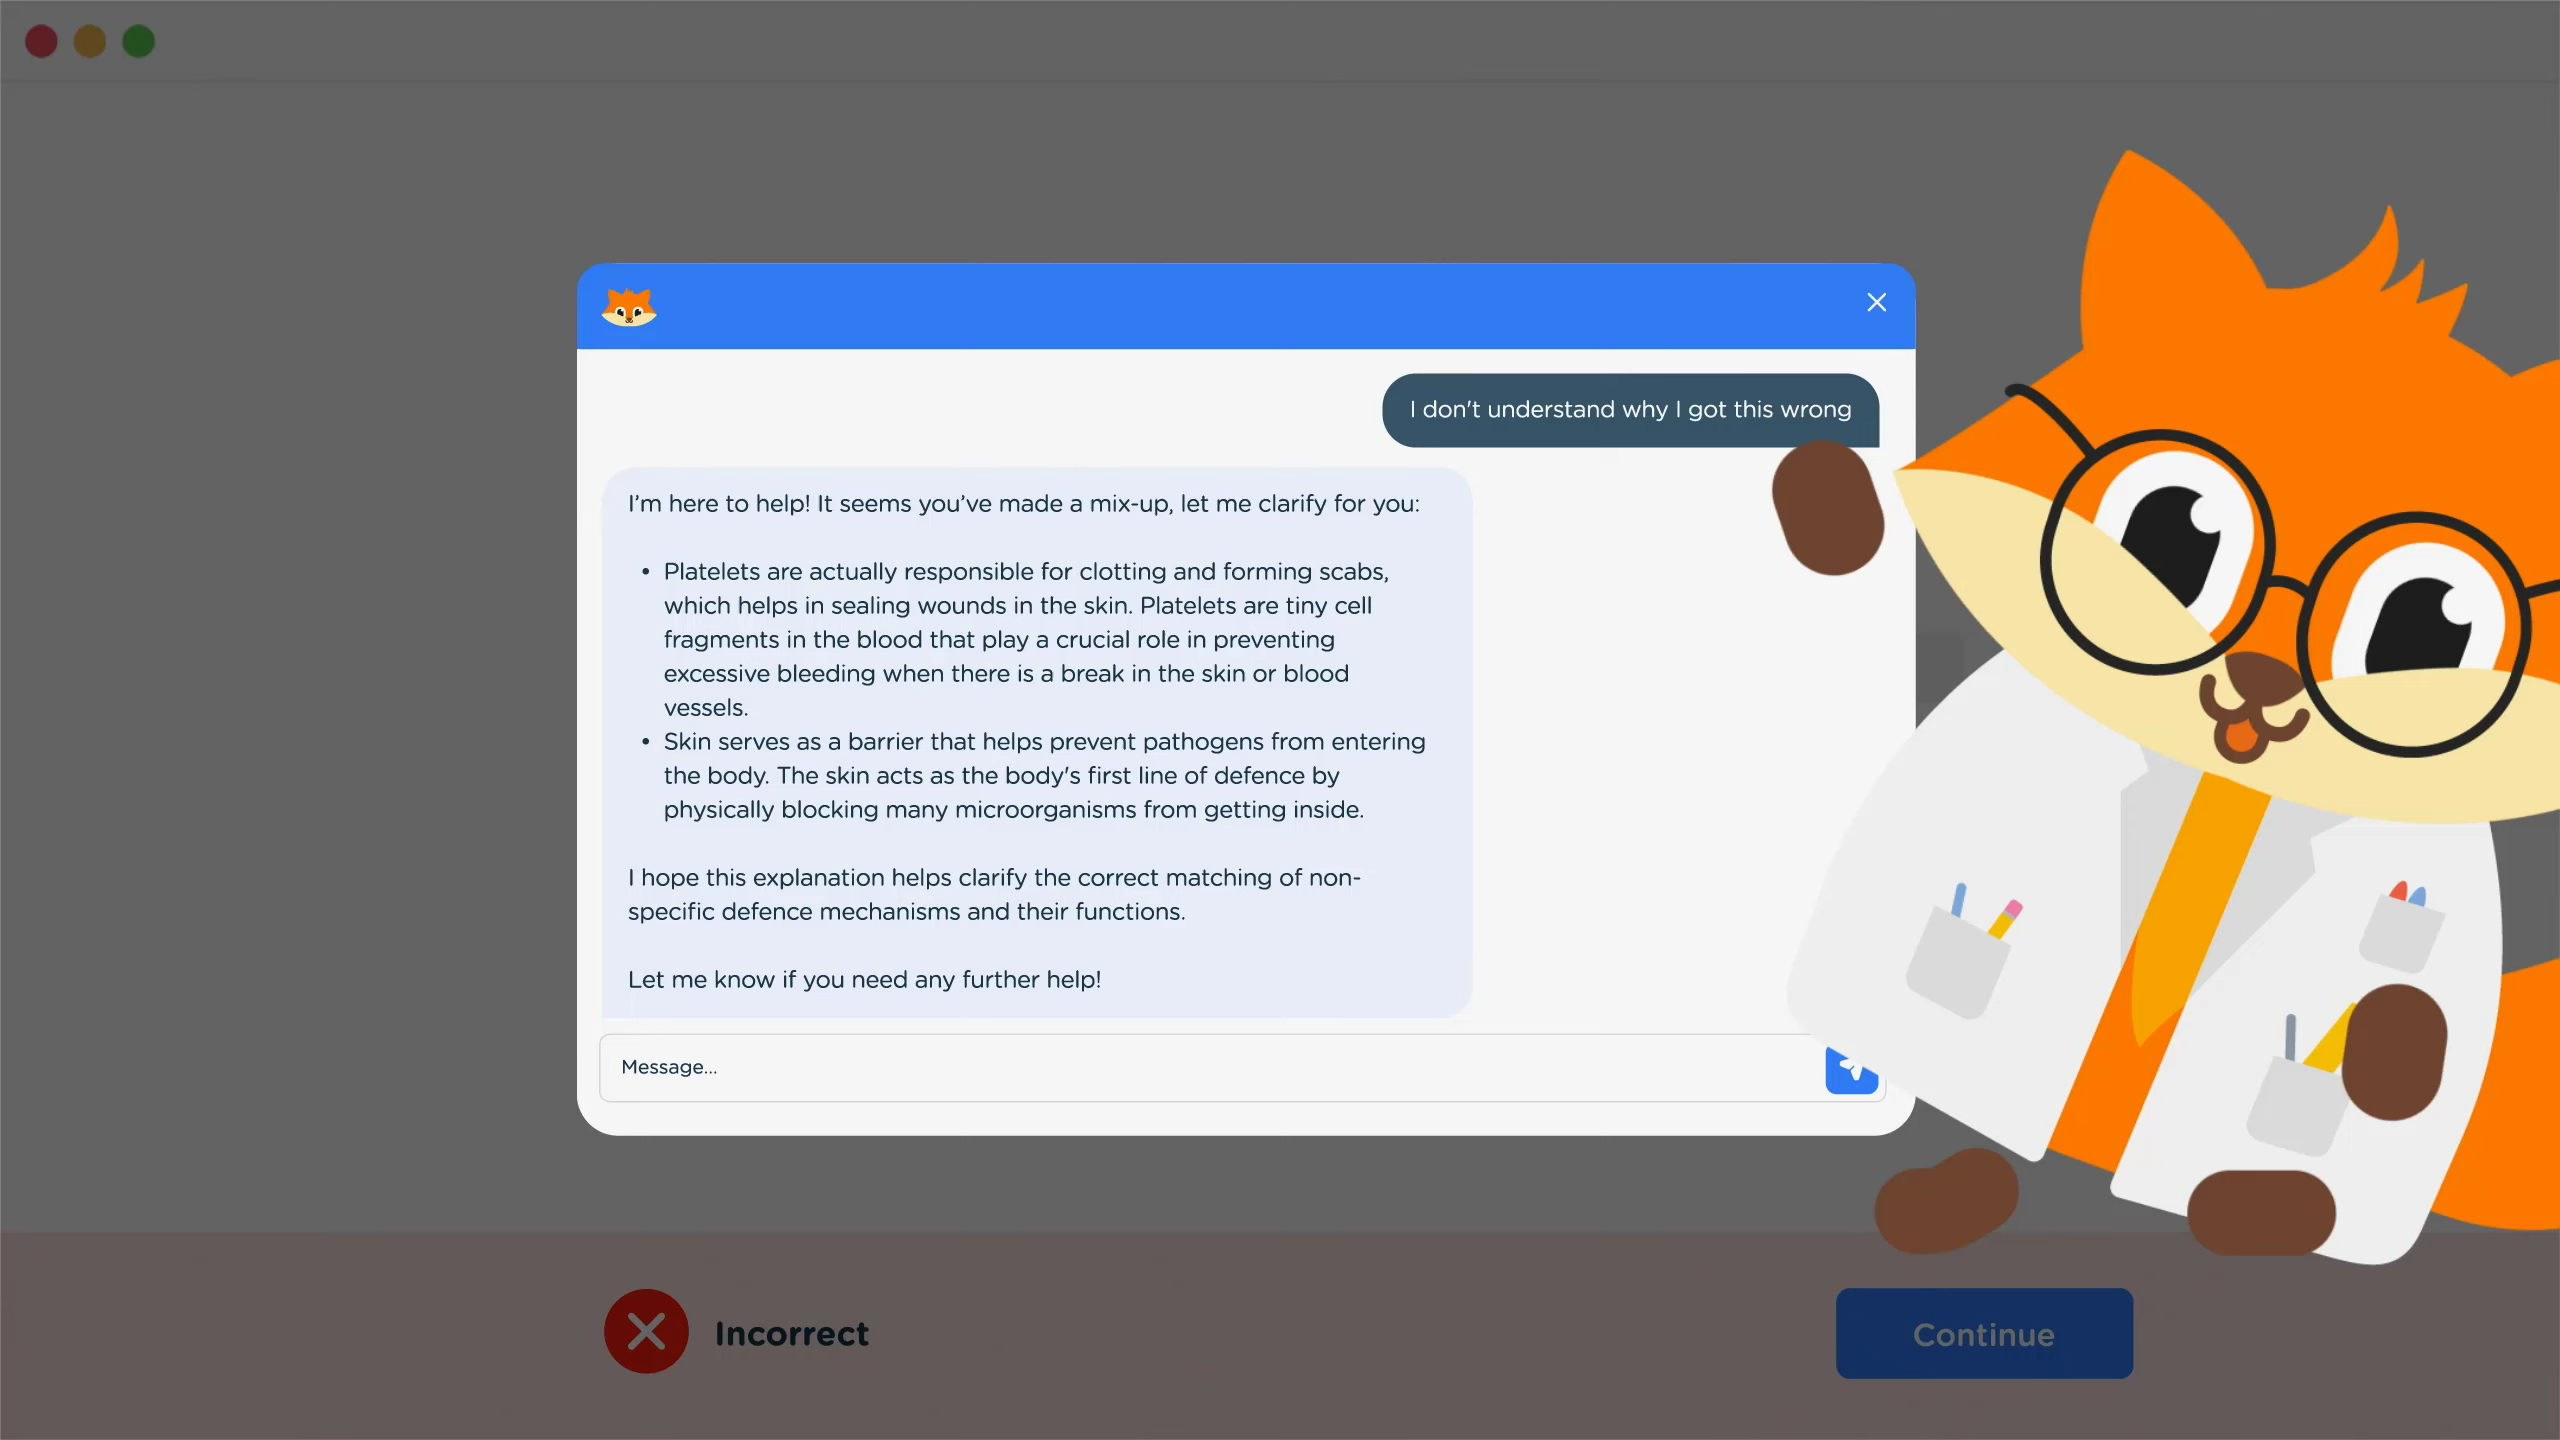 I don't understand why I got this wrong
I’m here to help! It seems you’ve made a mix-up, let me clarify for you:
• Platelets are actually responsible for clotting and forming scabs,
which helps in sealing wounds in the skin. Platelets are tiny cell
fragments in the blood that play a crucial role in preventing
excessive bleeding when there is a break in the skin or blood
vessels.
• Skin serves as a barrier that helps prevent pathogens from entering
the body. The skin acts as the body's first line of defence by
physically blocking many microorganisms from getting inside.
I hope this explanation helps clarify the correct matching of non-
specific defence mechanisms and their functions.
Let me know if you need any further help!
Message...
Incorrect
Continue